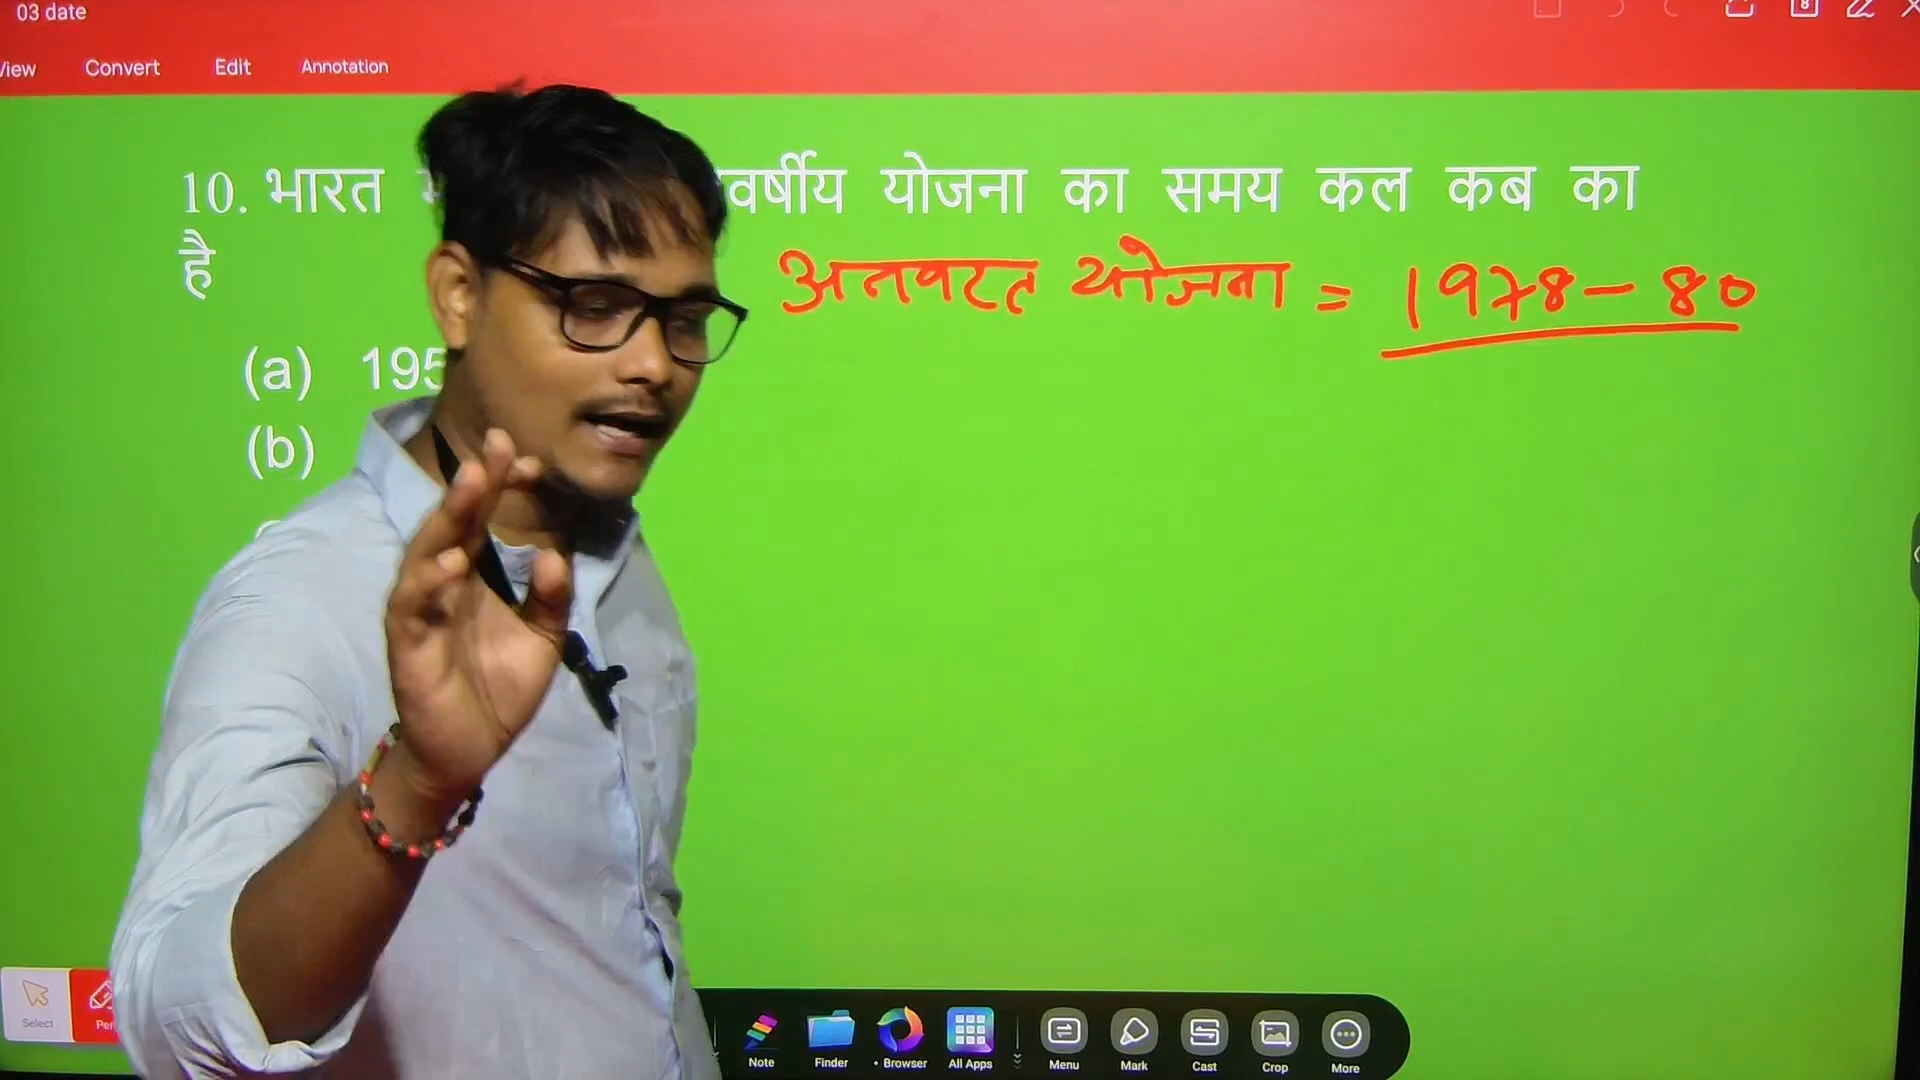 03 date
View Convert Edit Annotation
10. भारत वर्षीय योजना का समय कल कब का
है
अनवरत योजना = 1978-80
(a) 195
(b)
Select Pen
Note Finder • Browser All Apps Menu Mark Cast Crop More